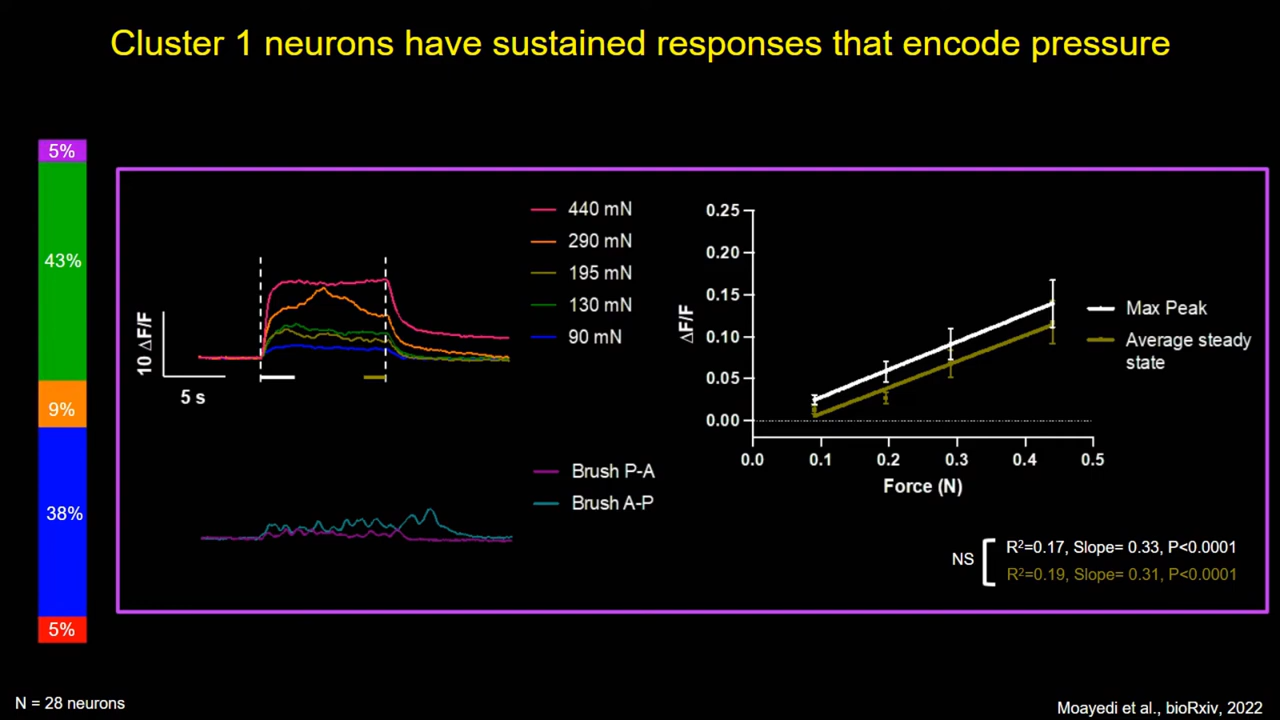 Cluster 1 neurons have sustained responses that encode pressure
5%
43%
9%
38%
5%
10 ΔF/F
5 s
440 mN
290 mN
195 mN
130 mN
90 mN
Brush P-A
Brush A-P
ΔF/F
0.25
0.20
0.15
0.10
0.05
0.00
0.0 0.1 0.2 0.3 0.4 0.5
Force (N)
Max Peak
Average steady
state
NS
R²=0.17, Slope= 0.33, P<0.0001
R²=0.19, Slope= 0.31, P<0.0001
N = 28 neurons
Moayedi et al., bioRxiv, 2022